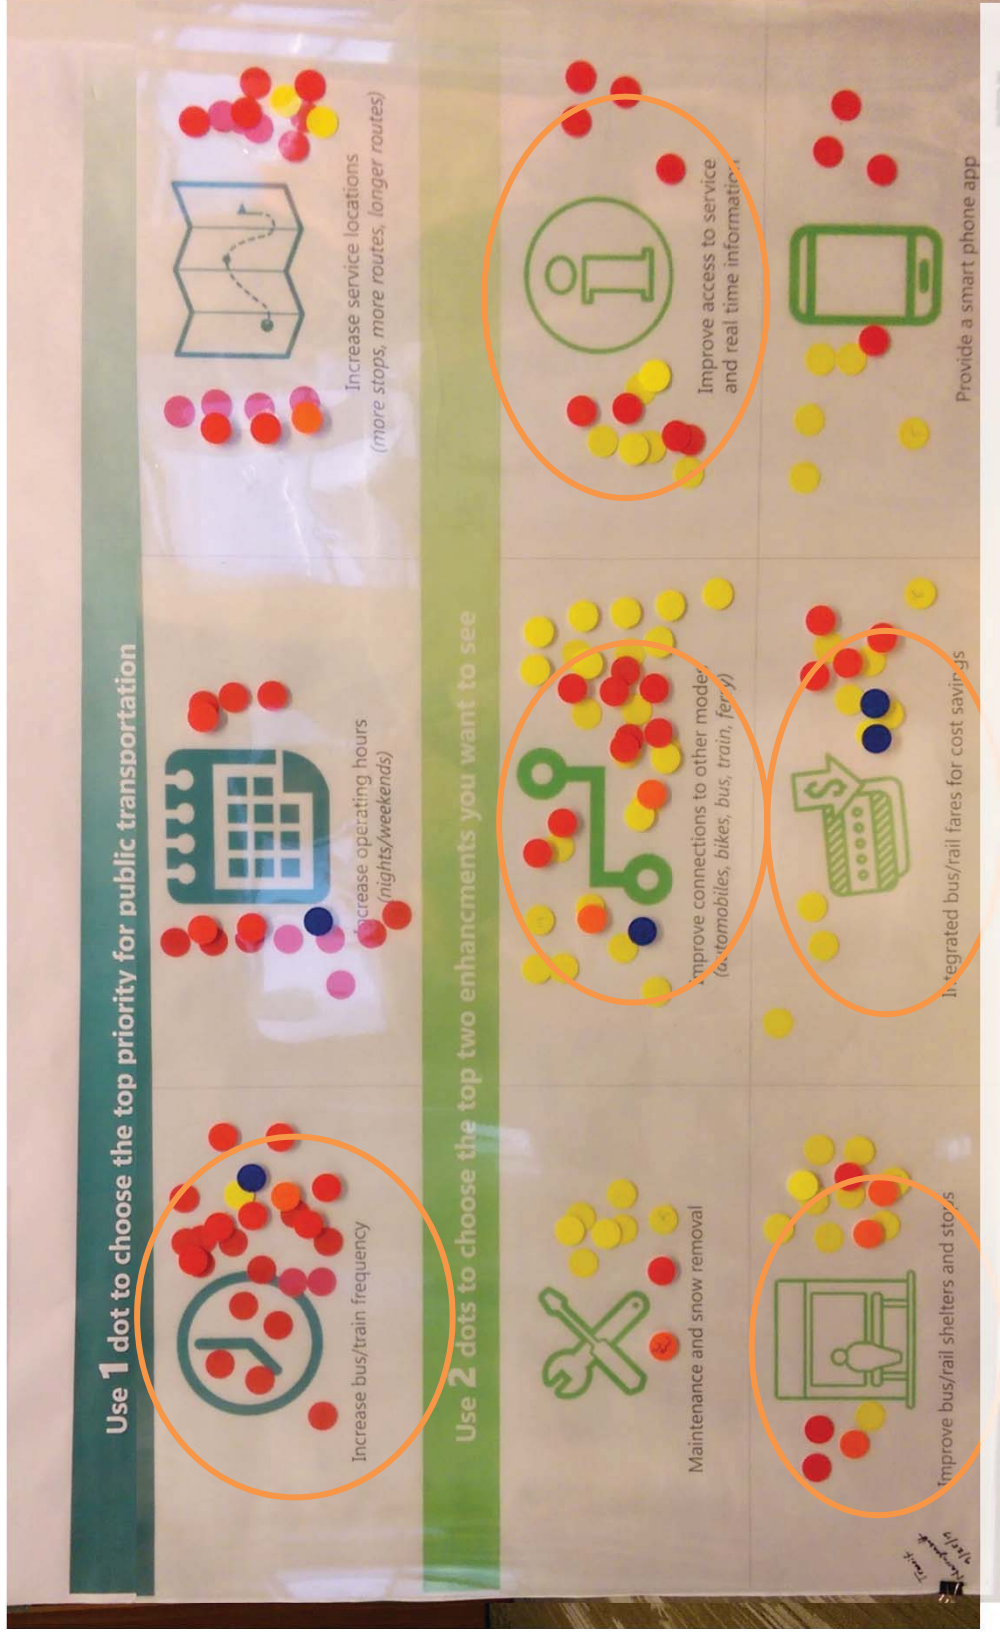 Use 1 dot to choose the top priority for public transportation
Increase bus/train frequency
Increase operating hours
(nights/weekends)
Increase service locations
(more stops, more routes, longer routes)
Use 2 dots to choose the top two enhancments you want to see
Maintenance and snow removal
Improve connections to other modes
(automobiles, bikes, bus, train, ferry)
Improve access to service
and real time information
Improve bus/rail shelters and stops
Integrated bus/rail fares for cost savings
$
Provide a smart phone app